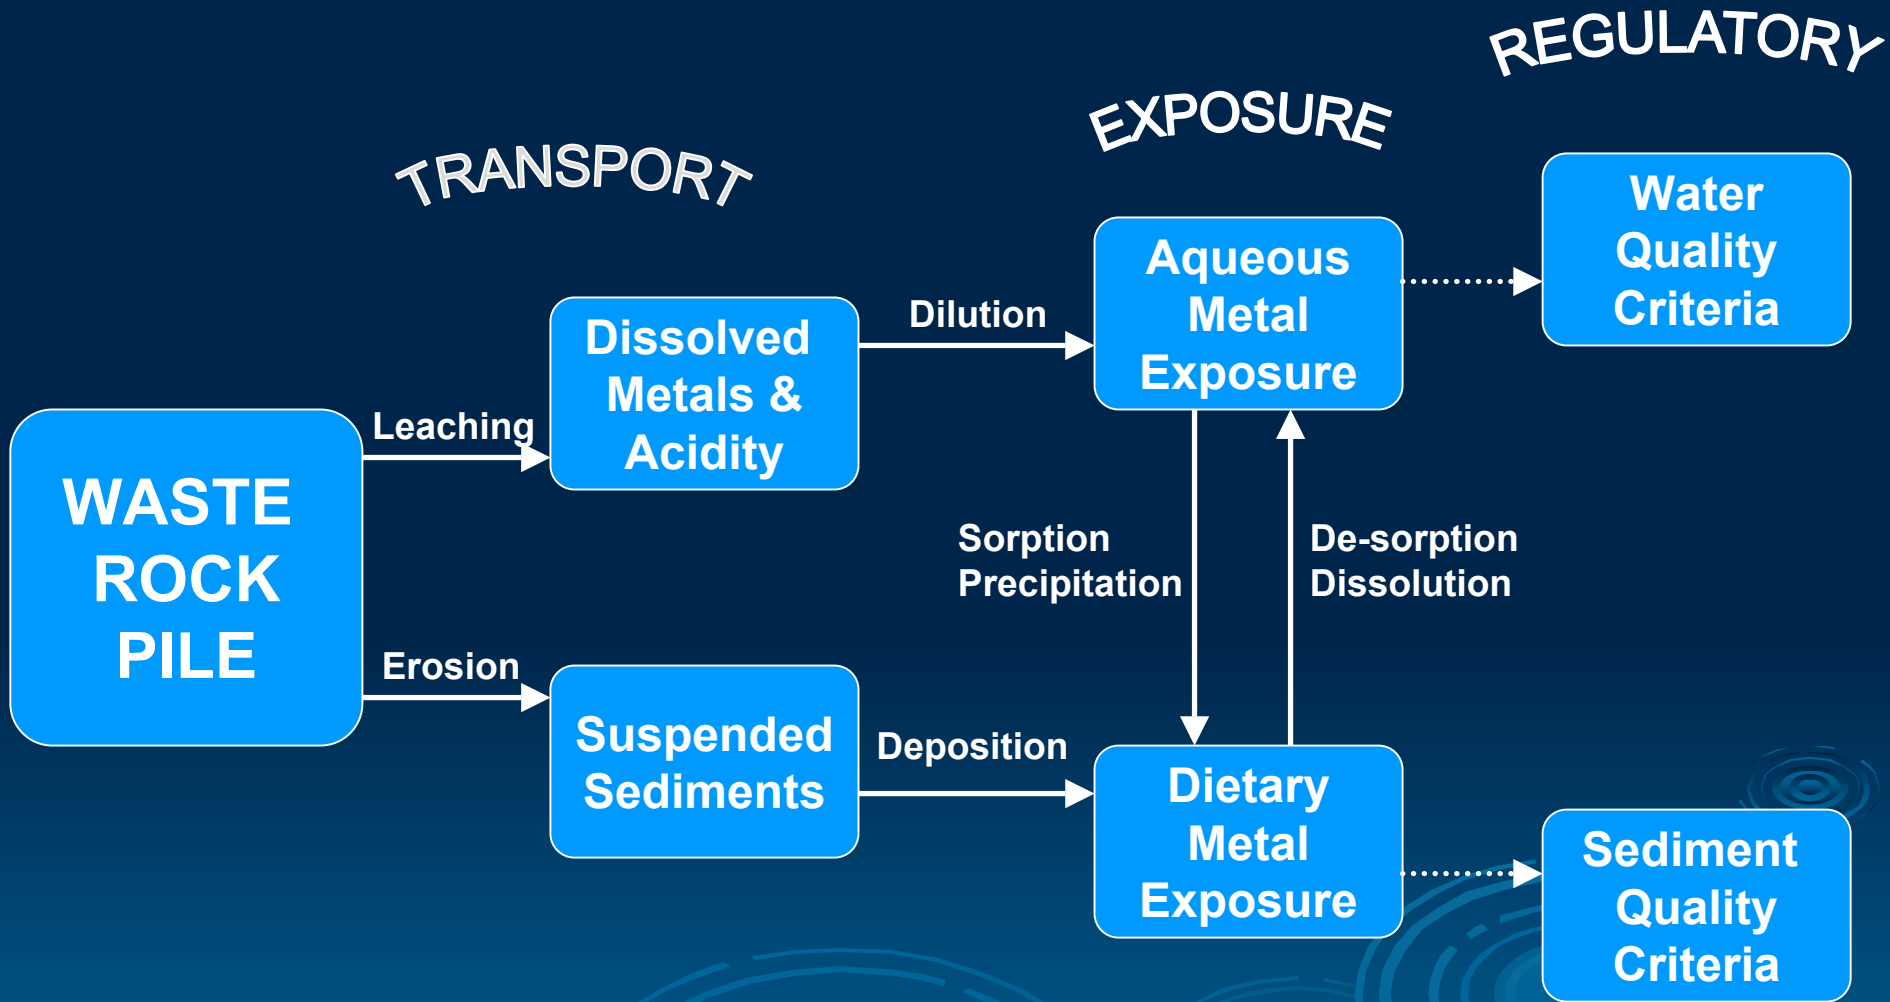 REGULATORY
EXPOSURE
TRANSPORT
Water
Quality
Criteria
Aqueous
Metal
Exposure
Dilution
Dissolved
Metals &
Acidity
Leaching
WASTE
ROCK
PILE
Sorption
Precipitation
De-sorption
Dissolution
Erosion
Suspended
Sediments
Deposition
Dietary
Metal
Exposure
Sediment
Quality
Criteria